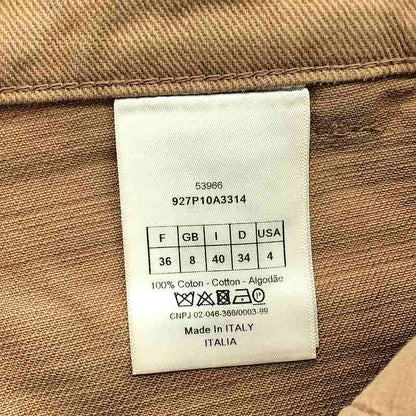 53966
927P10A3314
F GB I D USA
36 8 40 34 4
100% Coton - Cotton - Algodão
CNPJ 02-046-366/0003-99
Made In ITALY
ITALIA